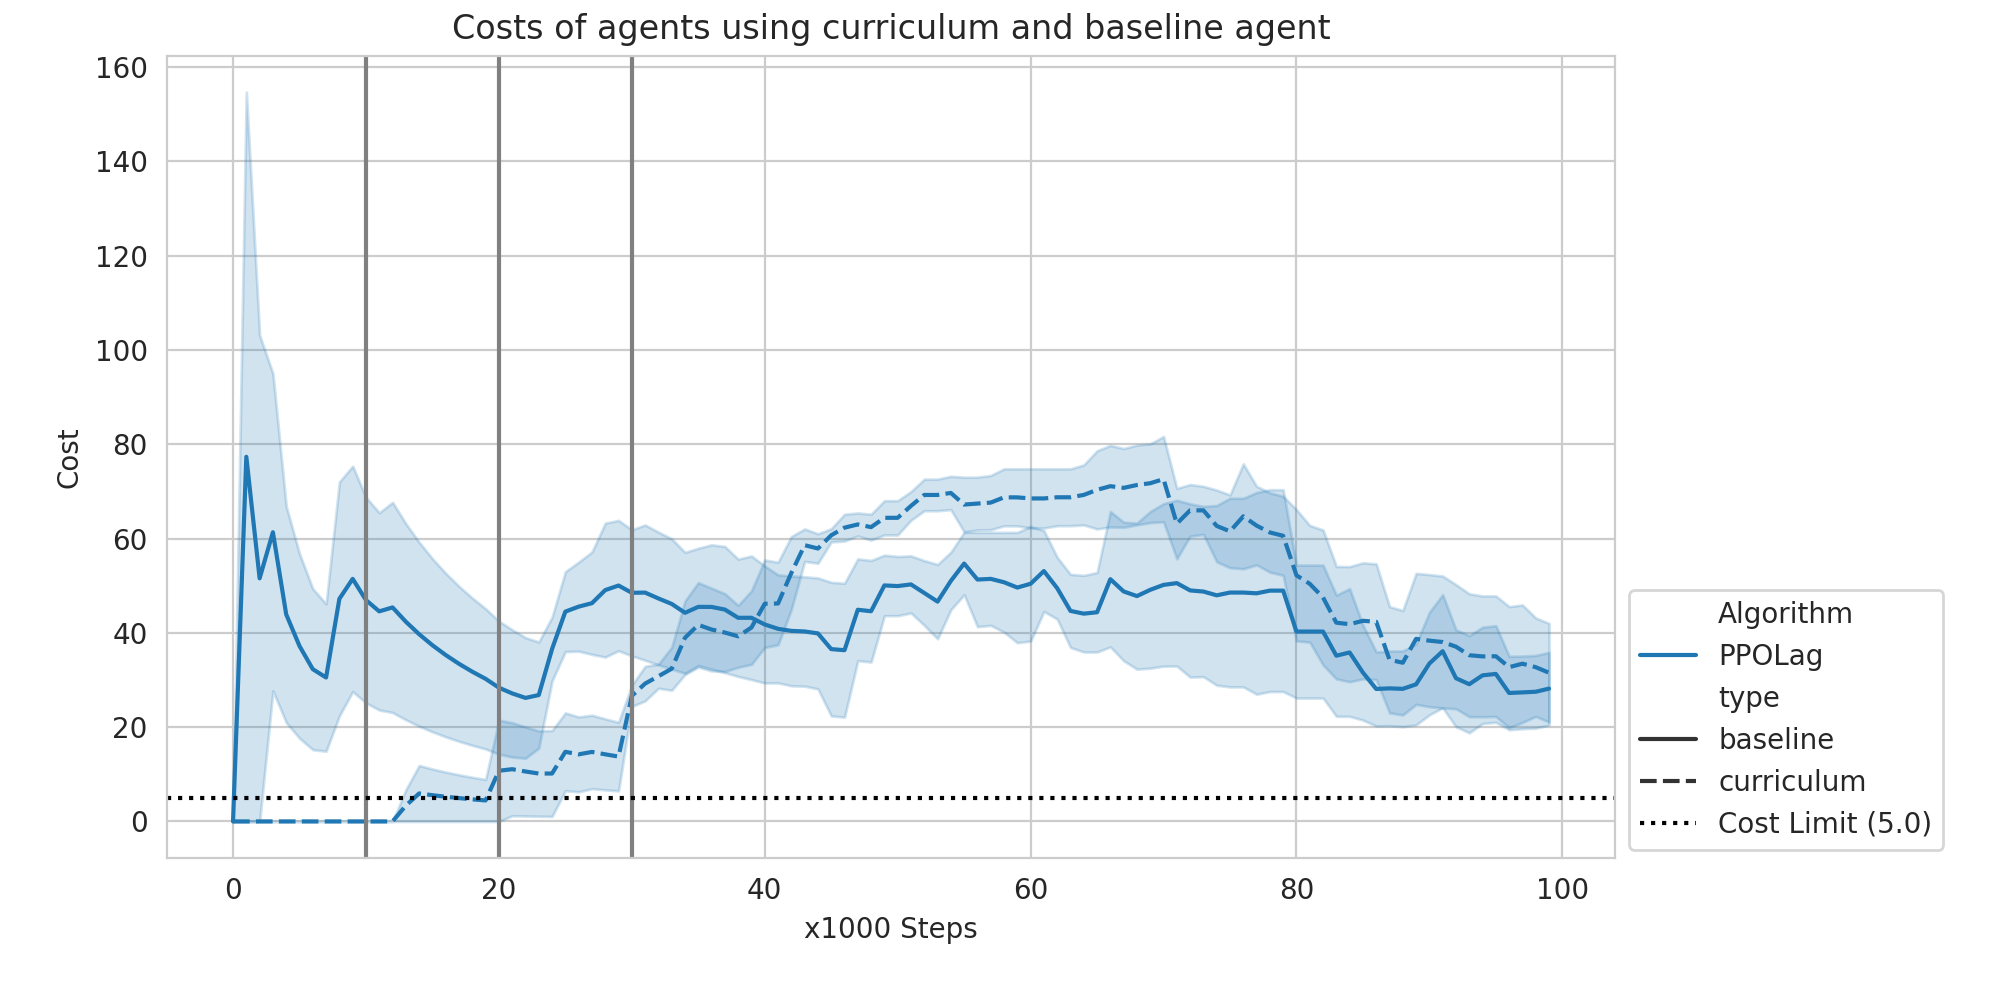 Costs of agents using curriculum and baseline agent
160
140
120
100
80
60
40
20
0
Cost
0 20 40 60 80 100
x1000 Steps
Algorithm
PPOLag
type
baseline
curriculum
Cost Limit (5.0)